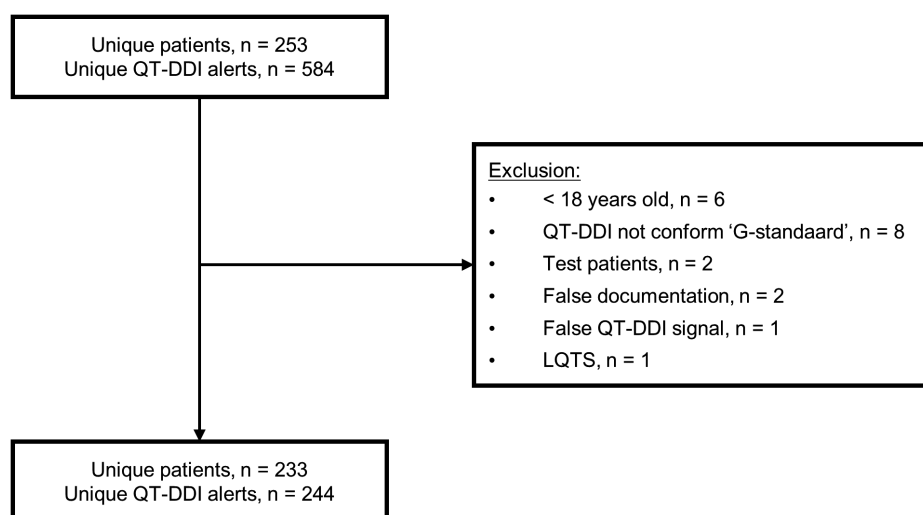 Unique patients, n = 253
Unique QT-DDI alerts, n = 584
Exclusion:
• < 18 years old, n = 6
• QT-DDI not conform ‘G-standaard’, n = 8
• Test patients, n = 2
• False documentation, n = 2
• False QT-DDI signal, n = 1
• LQTS, n = 1
Unique patients, n = 233
Unique QT-DDI alerts, n = 244